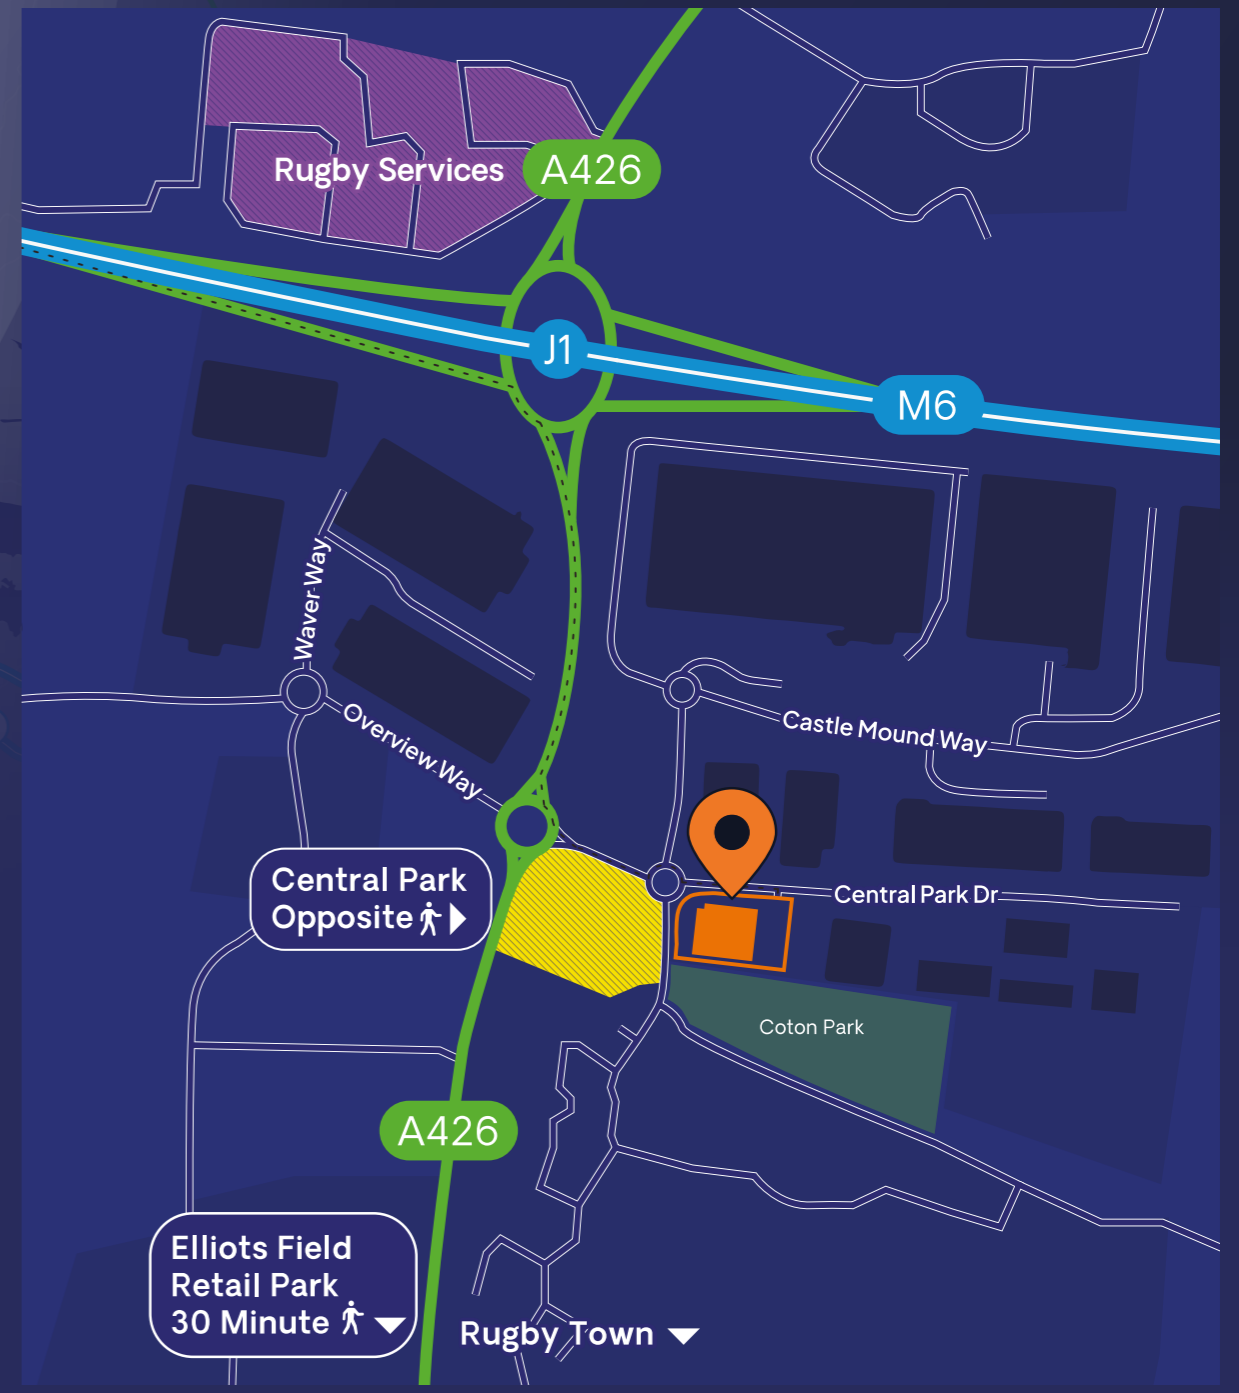 Rugby Services
A426
J1
M6
Waver Way
Overview Way
Castle Mound Way
Central Park
Opposite
Central Park Dr
Coton Park
A426
Elliots Field
Retail Park
30 Minute
Rugby Town